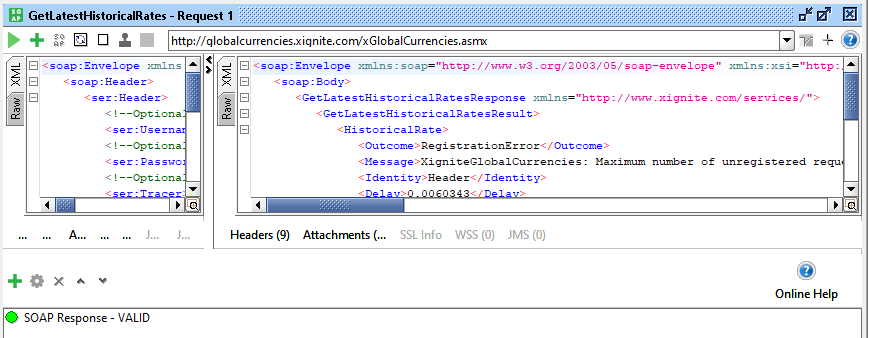 GetLatestHistoricalRates - Request 1
http://globalcurrencies.xignite.com/xGlobalCurrencies.asmx
XML
Raw
<soap:Envelope xmlns
<soap:Header>
<ser:Header>
<!--Optional
<ser:Userna
<!--Optional
<ser:Passwo
<!--Optional
<ser:Tracer
XML
Raw
<soap:Envelope xmlns:soap="http://www.w3.org/2003/05/soap-envelope" xmlns:xsi="http:
<soap:Body>
<GetLatestHistoricalRatesResponse xmlns="http://www.xignite.com/services/">
<GetLatestHistoricalRatesResult>
<HistoricalRate>
<Outcome>RegistrationError</Outcome>
<Message>XigniteGlobalCurrencies: Maximum number of unregistered reque
<Identity>Header</Identity>
<Delay>0.0060343</Delay>
... ... A... ... ... J... J...
Headers (9) Attachments (... SSL Info WSS (0) JMS (0)
Online Help
SOAP Response - VALID